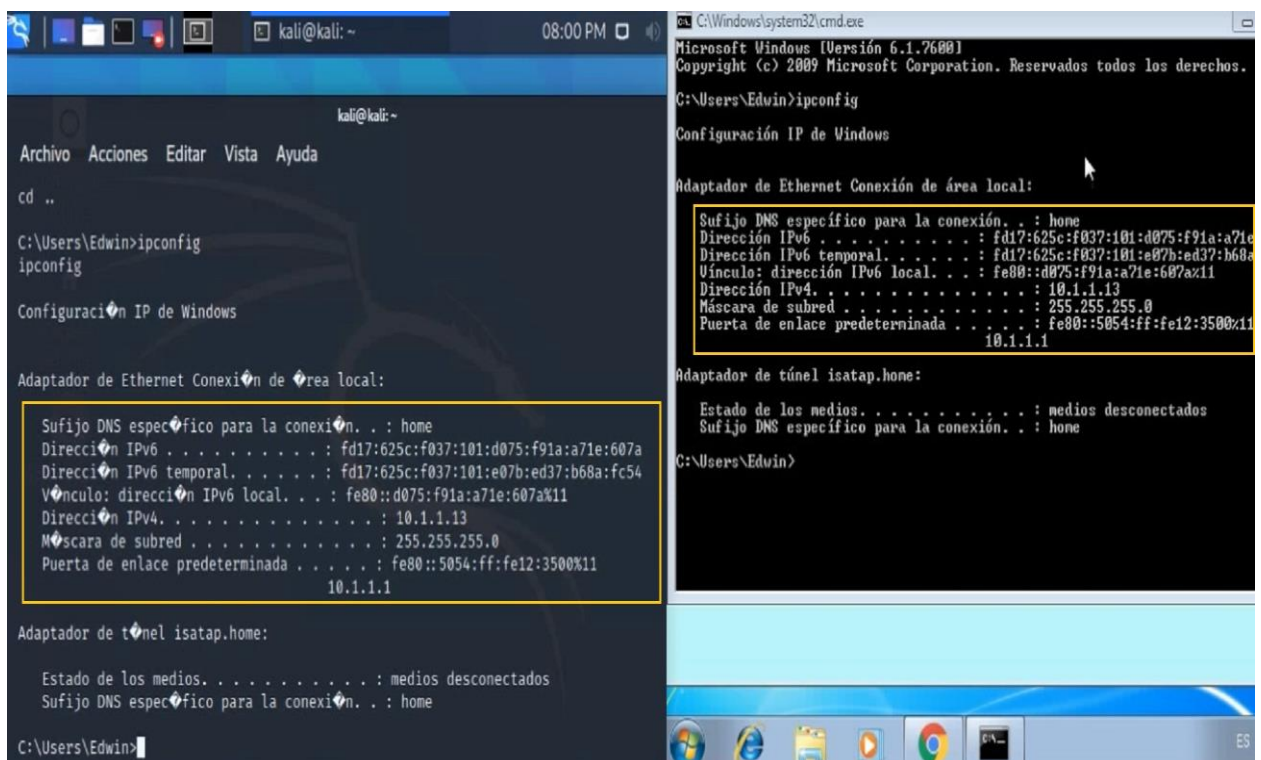 kali@kali: ~
08:00 PM
kali@kali: ~
Archivo Acciones Editar Vista Ayuda
cd ..
C:\Users\Edwin>ipconfig
ipconfig
Configuraci�n IP de Windows
Adaptador de Ethernet Conexi�n de �rea local:
Sufijo DNS espec�fico para la conexi�n. . : home
Direcci�n IPv6 . . . . . . . . . . : fd17:625c:f037:101:d075:f91a:a71e:607a
Direcci�n IPv6 temporal. . . . . . : fd17:625c:f037:101:e07b:ed37:b68a:fc54
V�nculo: direcci�n IPv6 local. . . : fe80::d075:f91a:a71e:607a%11
Direcci�n IPv4. . . . . . . . . . . . . . : 10.1.1.13
M�scara de subred . . . . . . . . . . . . : 255.255.255.0
Puerta de enlace predeterminada . . . . . : fe80::5054:ff:fe12:3500%11
10.1.1.1
Adaptador de t�nel isatap.home:
Estado de los medios. . . . . . . . . . . : medios desconectados
Sufijo DNS espec�fico para la conexi�n. . : home
C:\Users\Edwin>
C:\Windows\system32\cmd.exe
Microsoft Windows [Versión 6.1.7600]
Copyright (c) 2009 Microsoft Corporation. Reservados todos los derechos.
C:\Users\Edwin>ipconfig
Configuración IP de Windows
Adaptador de Ethernet Conexión de área local:
Sufijo DNS específico para la conexión. . : home
Dirección IPv6 . . . . . . . . . . : fd17:625c:f037:101:d075:f91a:a71e
Dirección IPv6 temporal. . . . . . : fd17:625c:f037:101:e07b:ed37:b68a
Vínculo: dirección IPv6 local. . . : fe80::d075:f91a:a71e:607a%11
Dirección IPv4. . . . . . . . . . . . . . : 10.1.1.13
Máscara de subred . . . . . . . . . . . . : 255.255.255.0
Puerta de enlace predeterminada . . . . . : fe80::5054:ff:fe12:3500%11
10.1.1.1
Adaptador de túnel isatap.home:
Estado de los medios. . . . . . . . . . . : medios desconectados
Sufijo DNS específico para la conexión. . : home
C:\Users\Edwin>
ES